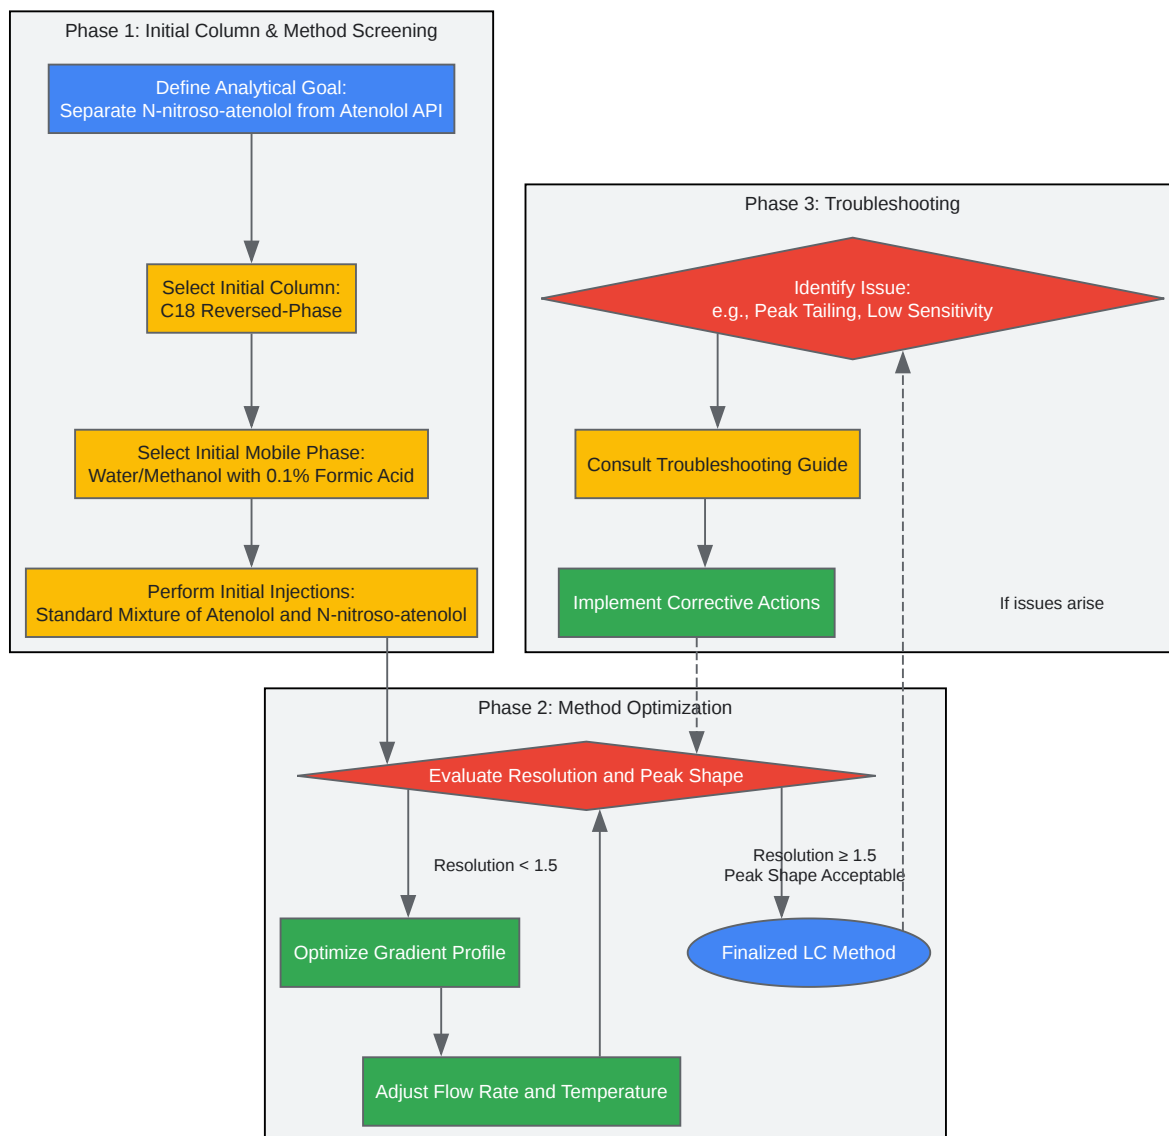 Phase 1: Initial Column & Method Screening
Define Analytical Goal:
Separate N-nitroso-atenolol from Atenolol API
Select Initial Column:
C18 Reversed-Phase
Select Initial Mobile Phase:
Water/Methanol with 0.1% Formic Acid
Perform Initial Injections:
Standard Mixture of Atenolol and N-nitroso-atenolol
Phase 3: Troubleshooting
Identify Issue:
e.g., Peak Tailing, Low Sensitivity
Consult Troubleshooting Guide
Implement Corrective Actions
If issues arise
Phase 2: Method Optimization
Evaluate Resolution and Peak Shape
Resolution < 1.5
Resolution ≥ 1.5
Peak Shape Acceptable
Optimize Gradient Profile
Finalized LC Method
Adjust Flow Rate and Temperature